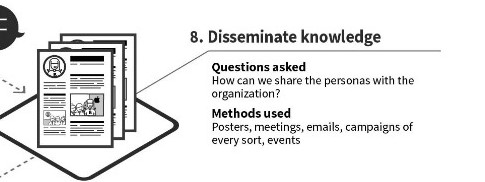 8. Disseminate knowledge
Questions asked
How can we share the personas with the
organization?
Methods used
Posters, meetings, emails, campaigns of
every sort, events